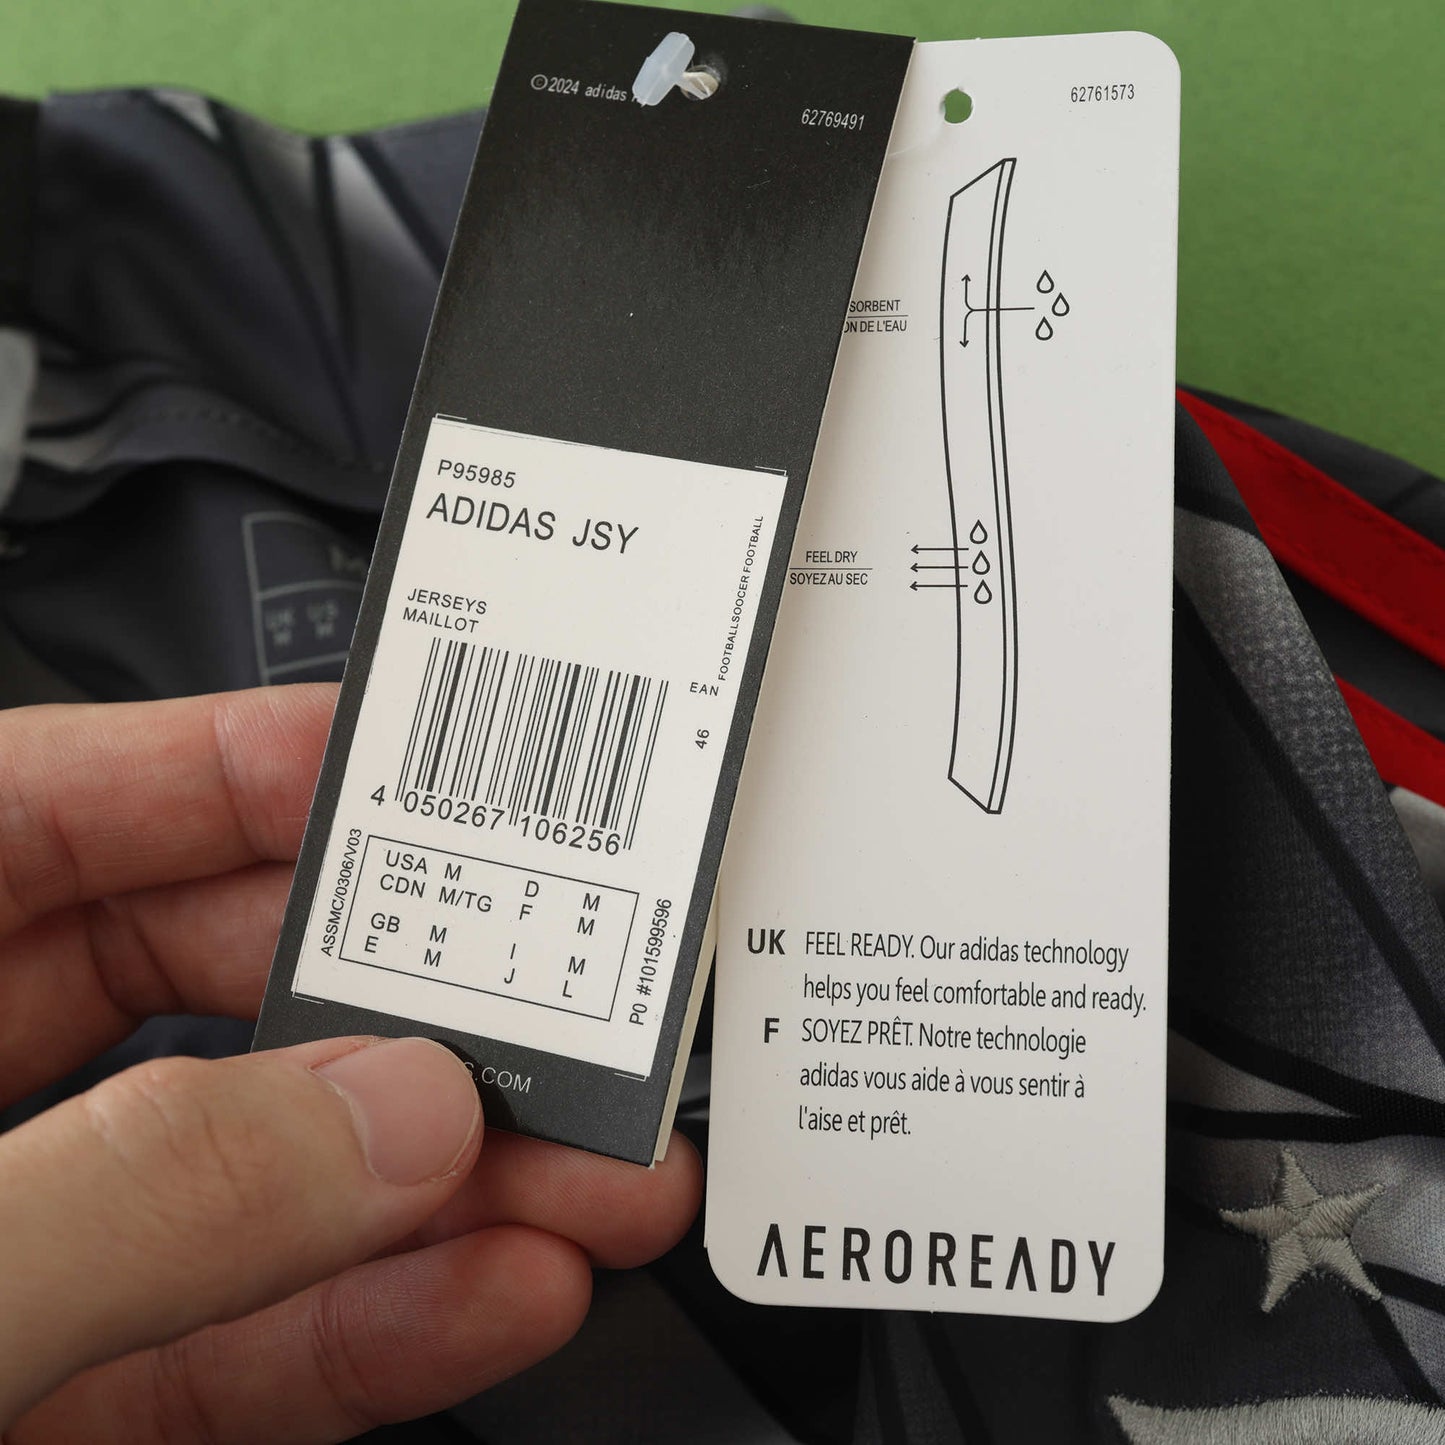 ©2024 adidas
62769491
P95985
ADIDAS JSY
JERSEYS
MAILLOT
FOOTBALLSOOCER FOOTBALL
EAN
46
4 050267 106256
ASSMC/0306/V03
USA M D M
CDN M/TG F M
GB M I M
E M J L
PO #101599596
S.COM
62761573
SORBENT
ON DE L'EAU
FEEL DRY
SOYEZ AU SEC
UK FEEL READY. Our adidas technology
helps you feel comfortable and ready.
F SOYEZ PRÊT. Notre technologie
adidas vous aide à vous sentir à
l'aise et prêt.
AEROREADY
UK US
M M